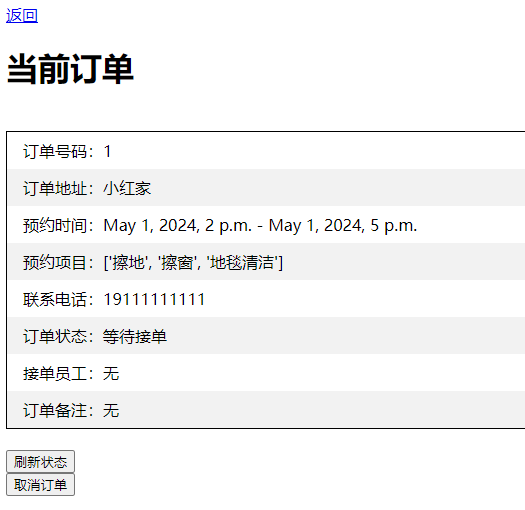 返回
当前订单
订单号码：1
订单地址：小红家
预约时间：May 1, 2024, 2 p.m. - May 1, 2024, 5 p.m.
预约项目：['擦地', '擦窗', '地毯清洁']
联系电话：19111111111
订单状态：等待接单
接单员工：无
订单备注：无
刷新状态
取消订单